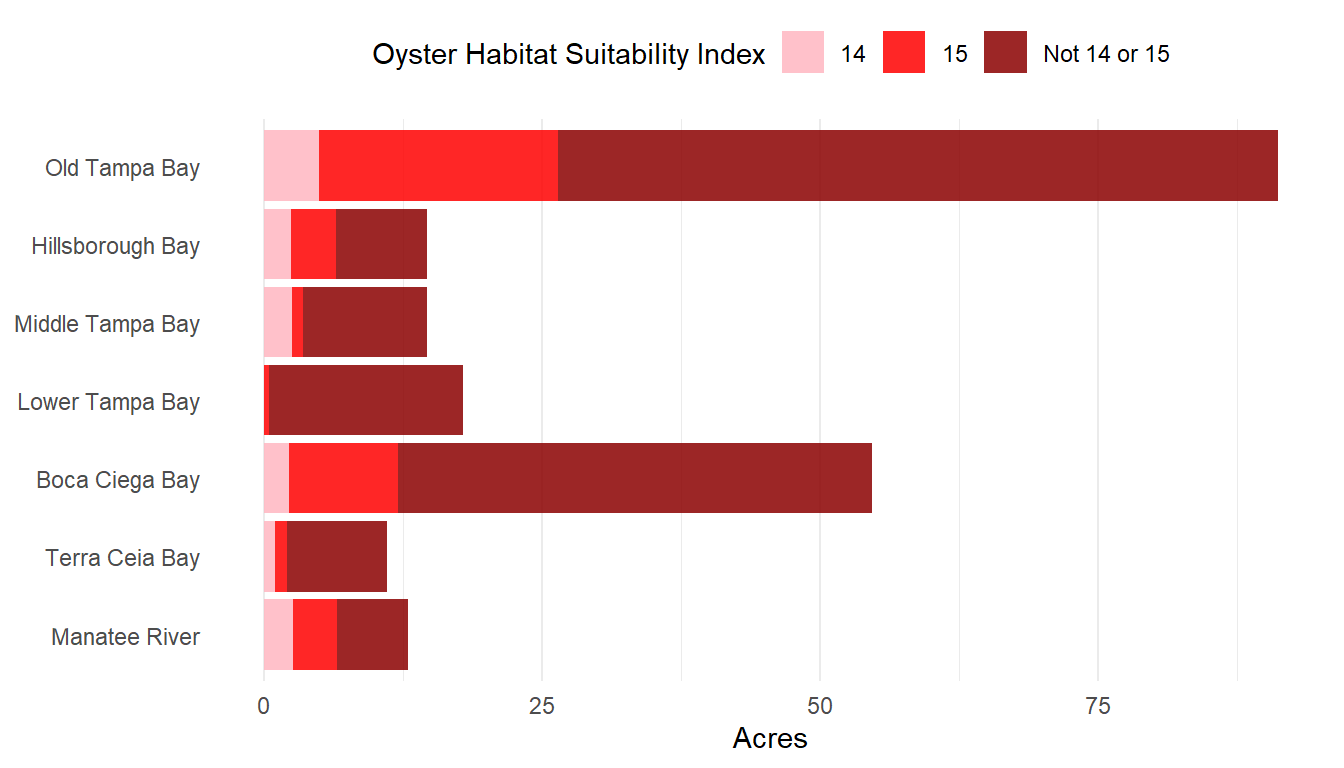 Oyster Habitat Suitability Index 14 15 Not 14 or 15
Old Tampa Bay
Hillsborough Bay
Middle Tampa Bay
Lower Tampa Bay
Boca Ciega Bay
Terra Ceia Bay
Manatee River
0 25 50 75
Acres